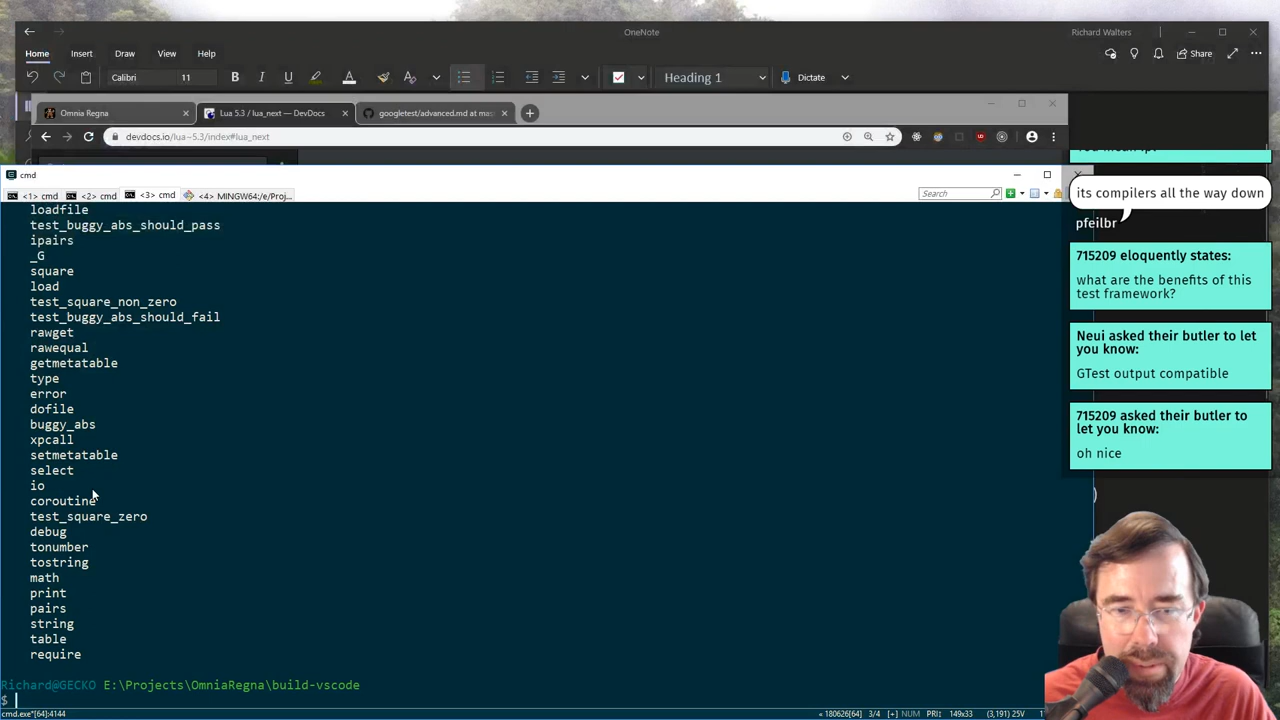 OneNote
Richard Walters
Home
Insert
Draw
View
Help
Share
Calibri
11
B
I
U
A
A
Heading 1
Dictate
Omnia Regna
Lua 5.3 / lua_next — DevDocs
googletest/advanced.md at mas
devdocs.io/lua~5.3/index#lua_next
cmd
<1> cmd
<2> cmd
<3> cmd
<4> MINGW64:/e/Proj...
Search
loadfile
test_buggy_abs_should_pass
ipairs
_G
square
load
test_square_non_zero
test_buggy_abs_should_fail
rawget
rawequal
getmetatable
type
error
dofile
buggy_abs
xpcall
setmetatable
select
io
coroutine
test_square_zero
debug
tonumber
tostring
math
print
pairs
string
table
require
Richard@GECKO E:\Projects\OmniaRegna\build-vscode
$
cmd.exe*[64]:4144
« 180626[64] 3/4 [+] NUM PRI: 149x33 (3,191) 25V
its compilers all the way down
pfeilbr
715209 eloquently states:
what are the benefits of this
test framework?
Neui asked their butler to let
you know:
GTest output compatible
715209 asked their butler to
let you know:
oh nice